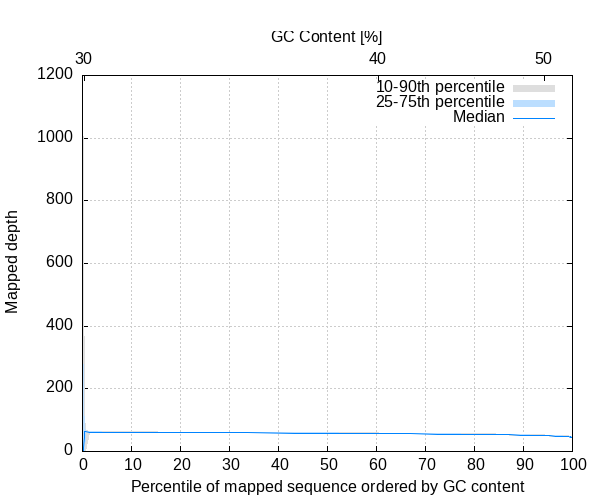 GC Content [%]
30 40 50
1200
1000
800
600
400
200
0
Mapped depth
10-90th percentile
25-75th percentile
Median
0 10 20 30 40 50 60 70 80 90 100
Percentile of mapped sequence ordered by GC content